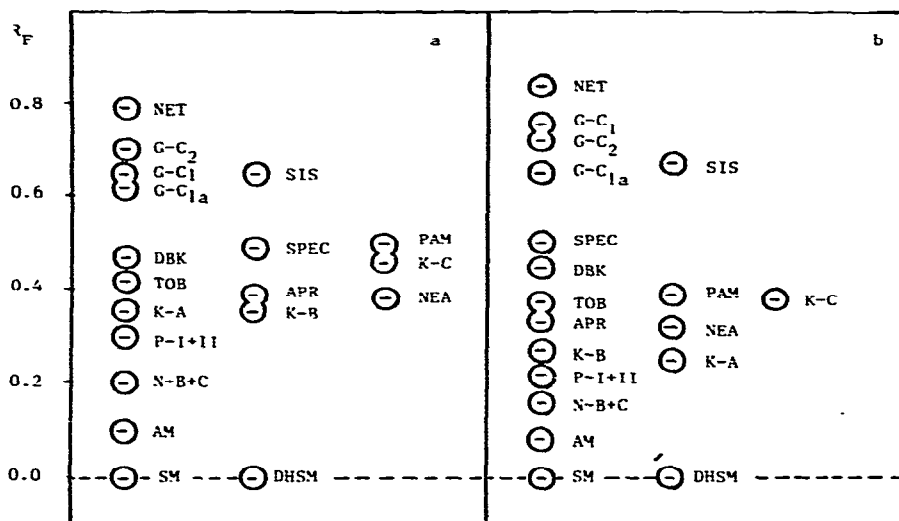 RF a b
0.8
0.6
0.4
0.2
0.0
NET
G-C2
G-C1
G-C1a
SIS
DBK
SPEC
PAM
K-C
TOB
APR
NEA
K-A
K-B
P-I+II
N-B+C
AM
SM
DHSM
NET
G-C1
G-C2
G-C1a
SIS
SPEC
DBK
TOB
PAM
K-C
APR
NEA
K-B
K-A
P-I+II
N-B+C
AM
SM
DHSM